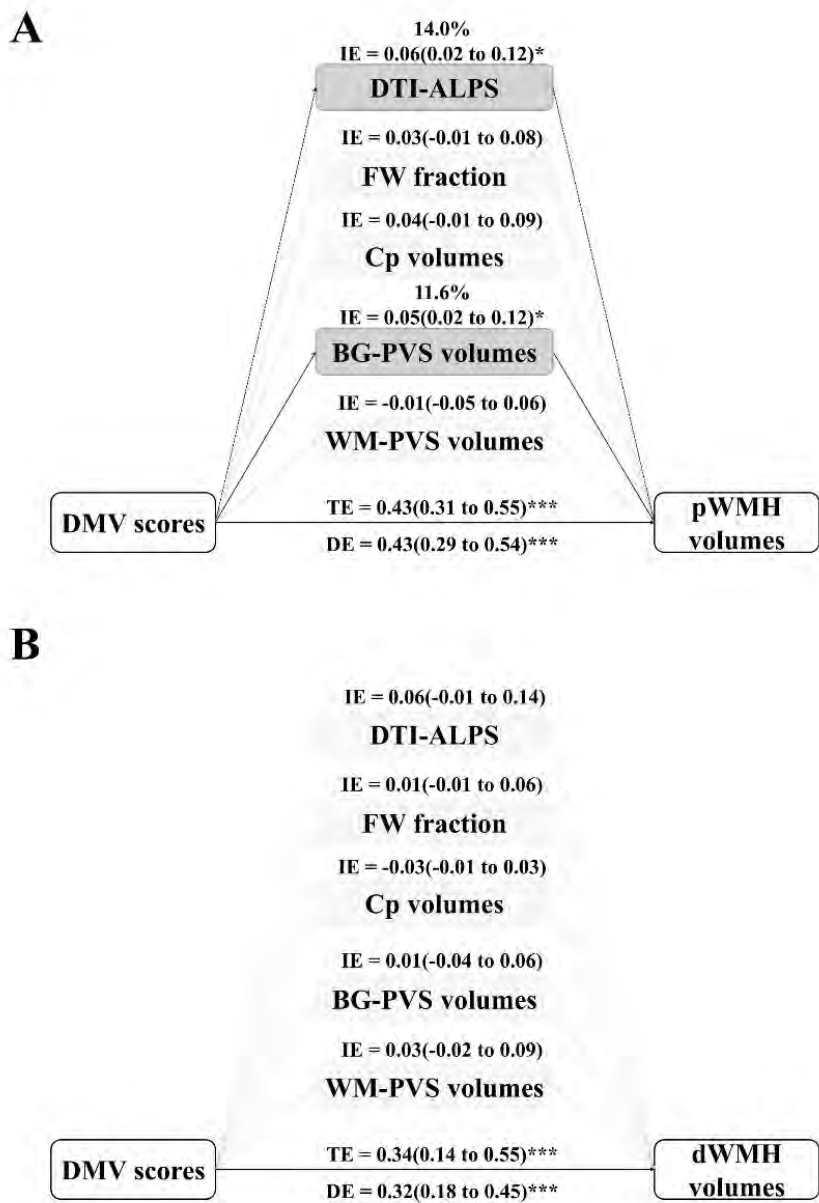 A
14.0%
IE = 0.06(0.02 to 0.12)*
DTI-ALPS
IE = 0.03(-0.01 to 0.08)
FW fraction
IE = 0.04(-0.01 to 0.09)
Cp volumes
11.6%
IE = 0.05(0.02 to 0.12)*
BG-PVS volumes
IE = -0.01(-0.05 to 0.06)
WM-PVS volumes
DMV scores
TE = 0.43(0.31 to 0.55)***
DE = 0.43(0.29 to 0.54)***
pWMH
volumes
B
IE = 0.06(-0.01 to 0.14)
DTI-ALPS
IE = 0.01(-0.01 to 0.06)
FW fraction
IE = -0.03(-0.01 to 0.03)
Cp volumes
IE = 0.01(-0.04 to 0.06)
BG-PVS volumes
IE = 0.03(-0.02 to 0.09)
WM-PVS volumes
DMV scores
TE = 0.34(0.14 to 0.55)***
DE = 0.32(0.18 to 0.45)***
dWMH
volumes